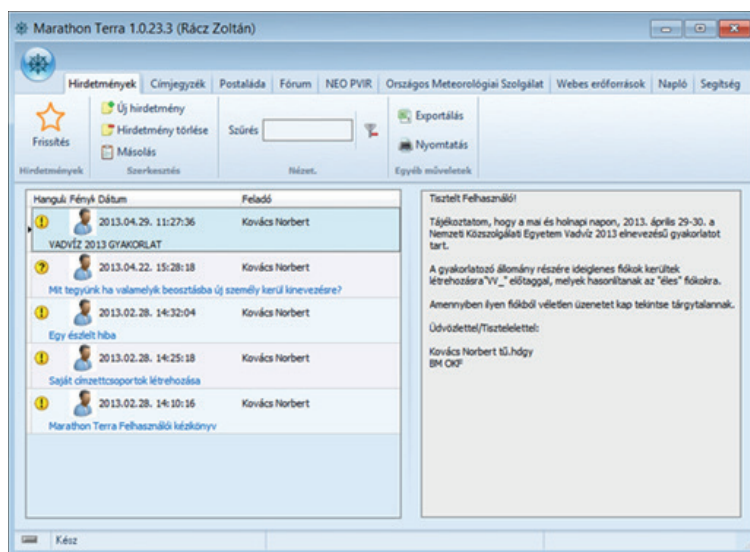 Marathon Terra 1.0.23.3 (Rácz Zoltán)
Hirdetmények Címjegyzék Postaláda Fórum NEO PVIR Országos Meteorológiai Szolgálat Webes erőforrások Napló Segítség
Frissítés
Hirdetmények
Új hirdetmény
Hirdetmény törlése
Másolás
Szerkesztés
Szűrés
Nézet.
Exportálás
Nyomtatás
Egyéb műveletek
Hangula Fényk Dátum Feladó
2013.04.29. 11:27:36 Kovács Norbert
VADVÍZ 2013 GYAKORLAT
2013.04.22. 15:28:18 Kovács Norbert
Mit tegyünk ha valamelyik beosztásba új személy kerül kinevezésre?
2013.02.28. 14:32:04 Kovács Norbert
Egy észlelt hiba
2013.02.28. 14:25:18 Kovács Norbert
Saját címzettcsoportok létrehozása
2013.02.28. 14:10:16 Kovács Norbert
Marathon Terra Felhasználói kézikönyv
Tisztelt Felhasználó!
Tájékoztatom, hogy a mai és holnapi napon, 2013. április 29-30. a
Nemzeti Közszolgálati Egyetem Vadvíz 2013 elnevezésű gyakorlatot
tart.
A gyakorlatozó állomány részére ideiglenes fiókok kerültek
létrehozásra"VV_" előtaggal, melyek hasonlítanak az "éles" fiókokra.
Amennyiben ilyen fiókból véletlen üzenetet kap tekintse tárgytalannak.
Üdvözlettel/Tisztelelettel:
Kovács Norbert tű.hdgy
BM OKF
Kész